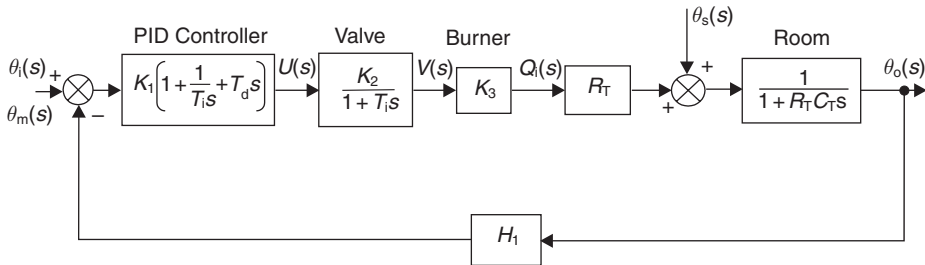 θs(s)
PID Controller Valve Burner Room
θi(s) + K1(1 + 1/Tis + Tds) U(s) K2/(1 + Tis) V(s) K3 Qi(s) RT + + 1/(1 + RTCTs) θo(s)
θm(s) −
H1